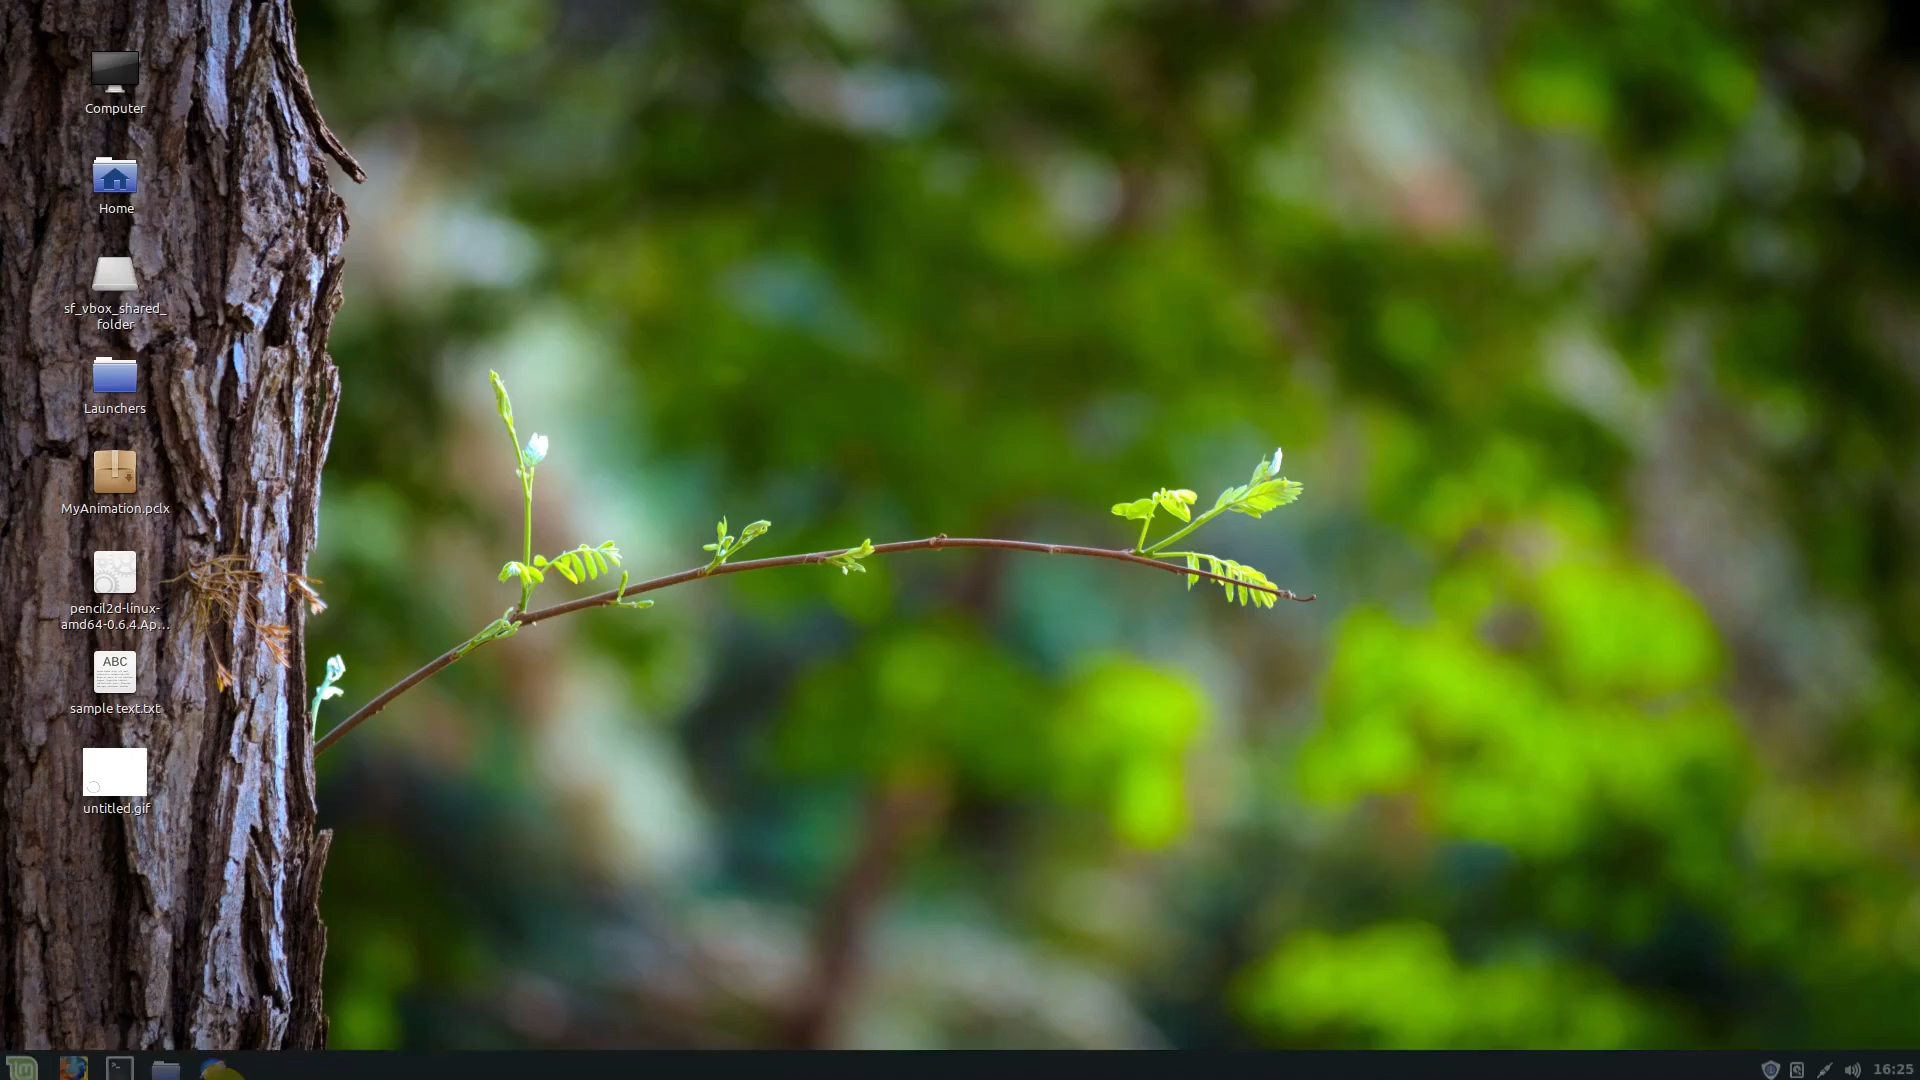 Computer
Home
sf_vbox_shared_
folder
Launchers
MyAnimation.pclx
pencil2d-linux-
amd64-0.6.4.Ap...
ABC
sample text.txt
untitled.gif
16:25